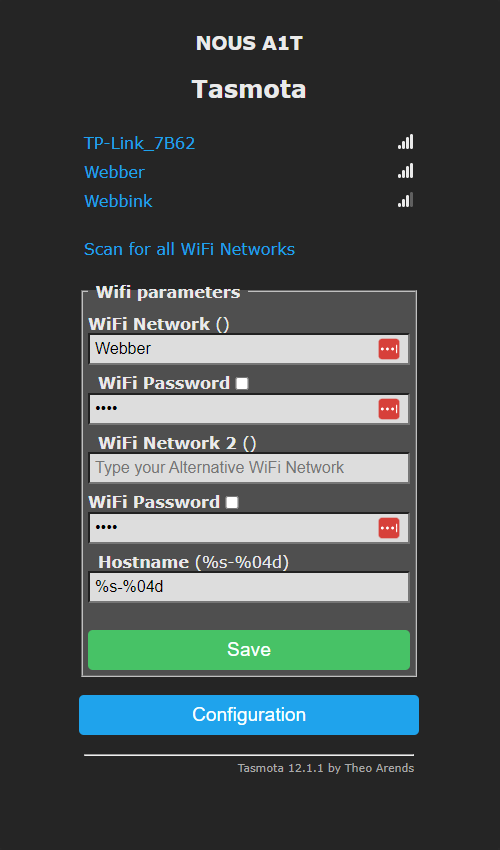 NOUS A1T
Tasmota
TP-Link_7B62
Webber
Webbink
Scan for all WiFi Networks
Wifi parameters
WiFi Network ()
Webber
WiFi Password
••••
WiFi Network 2 ()
Type your Alternative WiFi Network
WiFi Password
••••
Hostname (%s-%04d)
%s-%04d
Save
Configuration
Tasmota 12.1.1 by Theo Arends